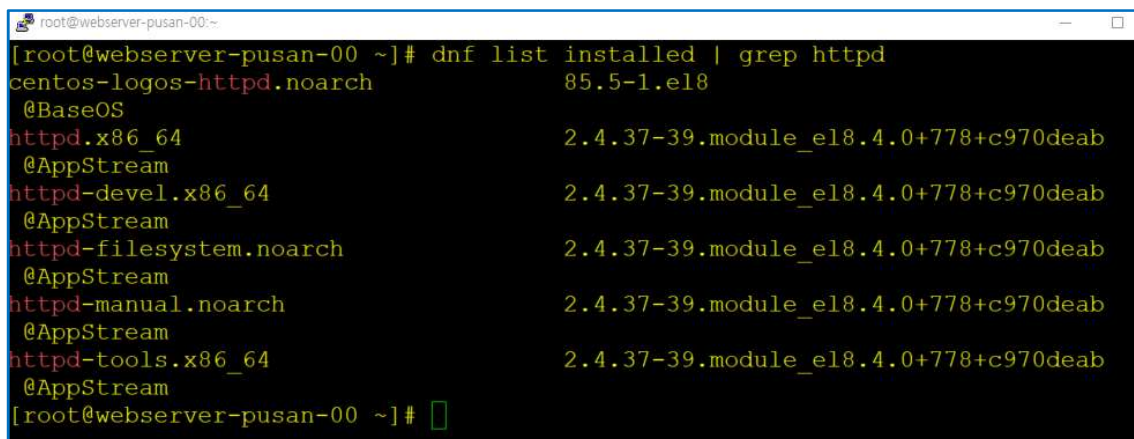 root@webserver-pusan-00:~
[root@webserver-pusan-00 ~]# dnf list installed | grep httpd
centos-logos-httpd.noarch 85.5-1.el8
@BaseOS
httpd.x86_64 2.4.37-39.module_el8.4.0+778+c970deab
@AppStream
httpd-devel.x86_64 2.4.37-39.module_el8.4.0+778+c970deab
@AppStream
httpd-filesystem.noarch 2.4.37-39.module_el8.4.0+778+c970deab
@AppStream
httpd-manual.noarch 2.4.37-39.module_el8.4.0+778+c970deab
@AppStream
httpd-tools.x86_64 2.4.37-39.module_el8.4.0+778+c970deab
@AppStream
[root@webserver-pusan-00 ~]#